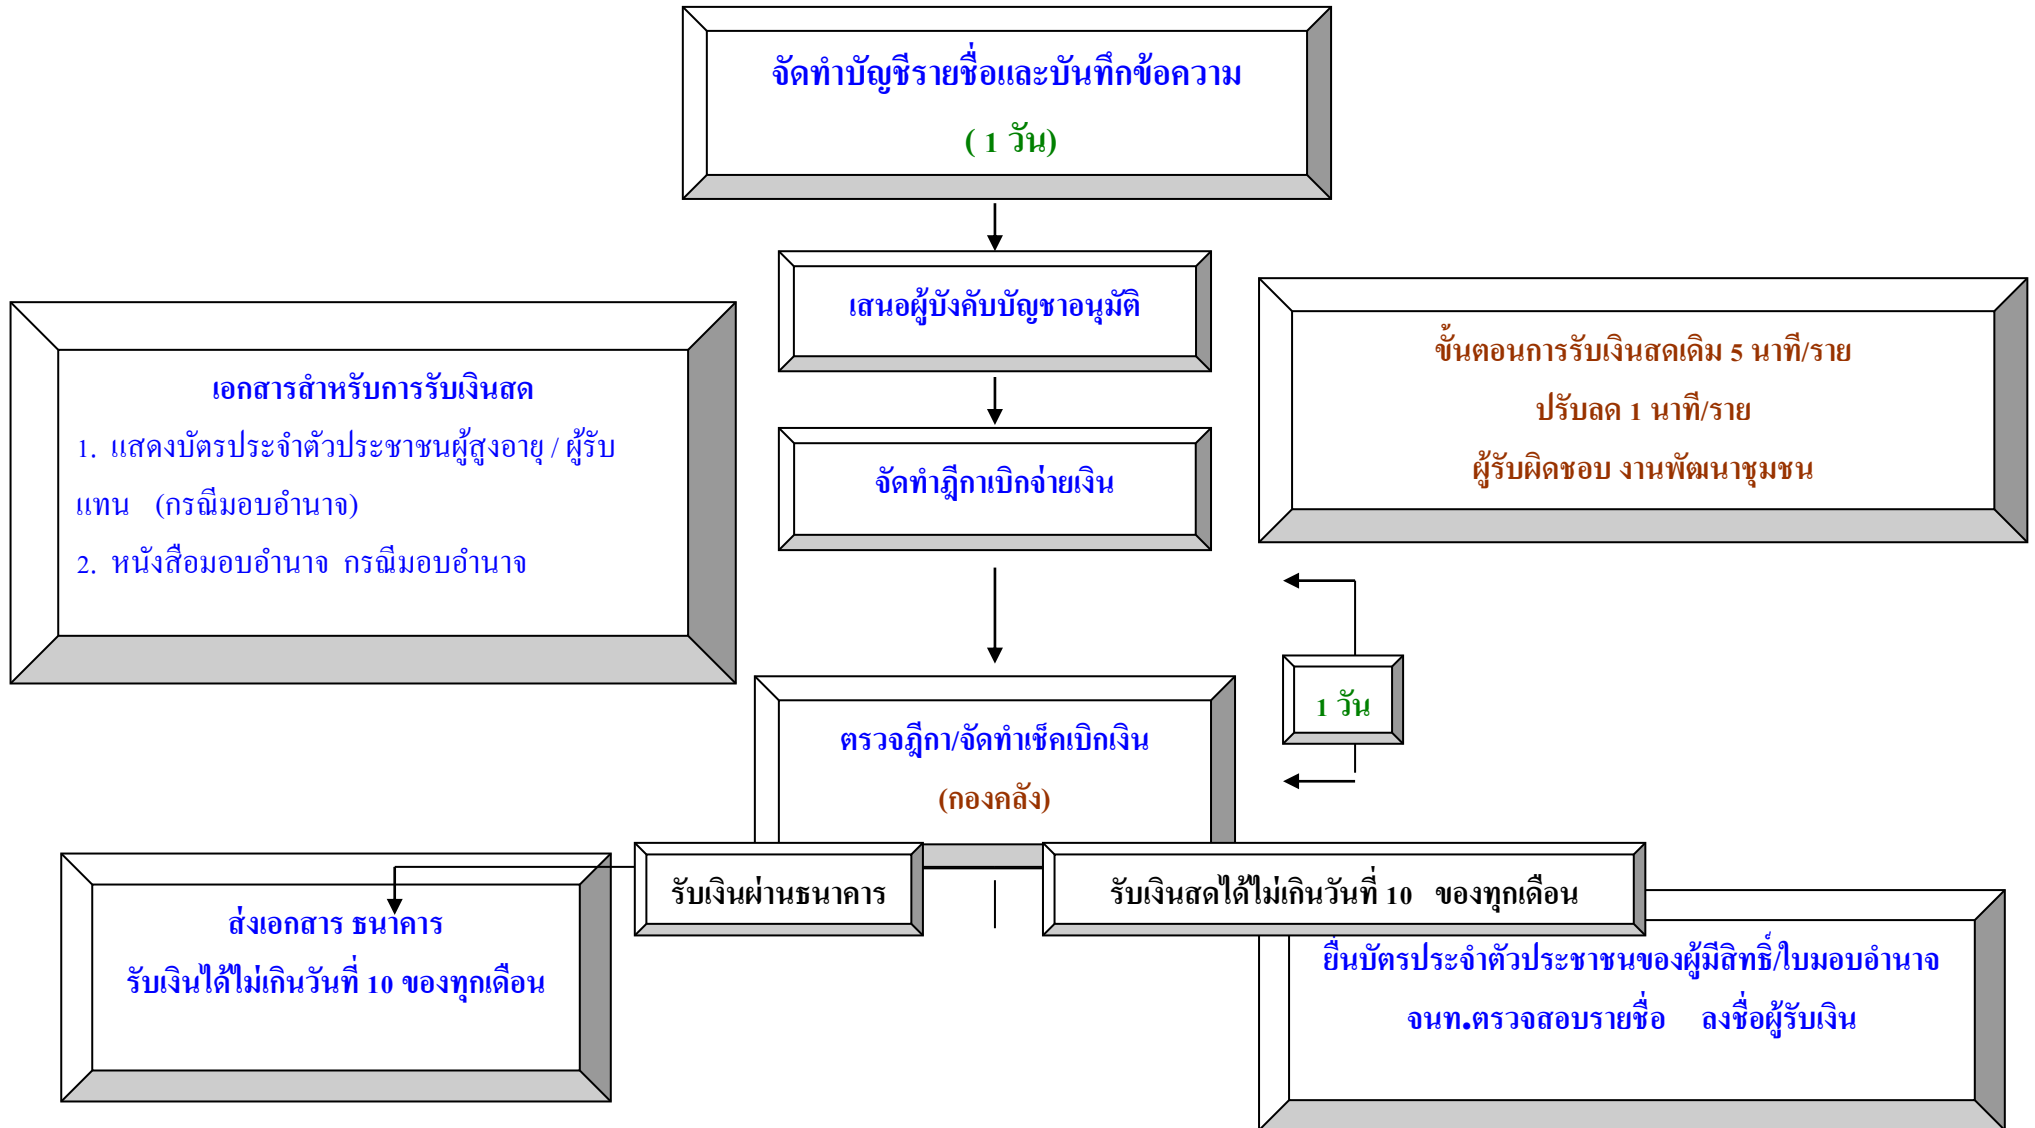 จัดทำบัญชีรายชื่อและบันทึกข้อความ
( 1 วัน)
เสนอผู้บังคับบัญชาอนุมัติ
เอกสารสำหรับการรับเงินสด
1. แสดงบัตรประจำตัวประชาชนผู้สูงอายุ / ผู้รับ
แทน (กรณีมอบอำนาจ)
2. หนังสือมอบอำนาจ กรณีมอบอำนาจ
ขั้นตอนการรับเงินสดเดิม 5 นาที/ราย
ปรับลด 1 นาที/ราย
ผู้รับผิดชอบ งานพัฒนาชุมชน
จัดทำฎีกาเบิกจ่ายเงิน
1 วัน
ตรวจฎีกา/จัดทำเช็คเบิกเงิน
(กองคลัง)
รับเงินผ่านธนาคาร
รับเงินสดได้ไม่เกินวันที่ 10 ของทุกเดือน
ส่งเอกสาร ธนาคาร
รับเงินได้ไม่เกินวันที่ 10 ของทุกเดือน
ยื่นบัตรประจำตัวประชาชนของผู้มีสิทธิ์/ใบมอบอำนาจ
จนท.ตรวจสอบรายชื่อ ลงชื่อผู้รับเงิน